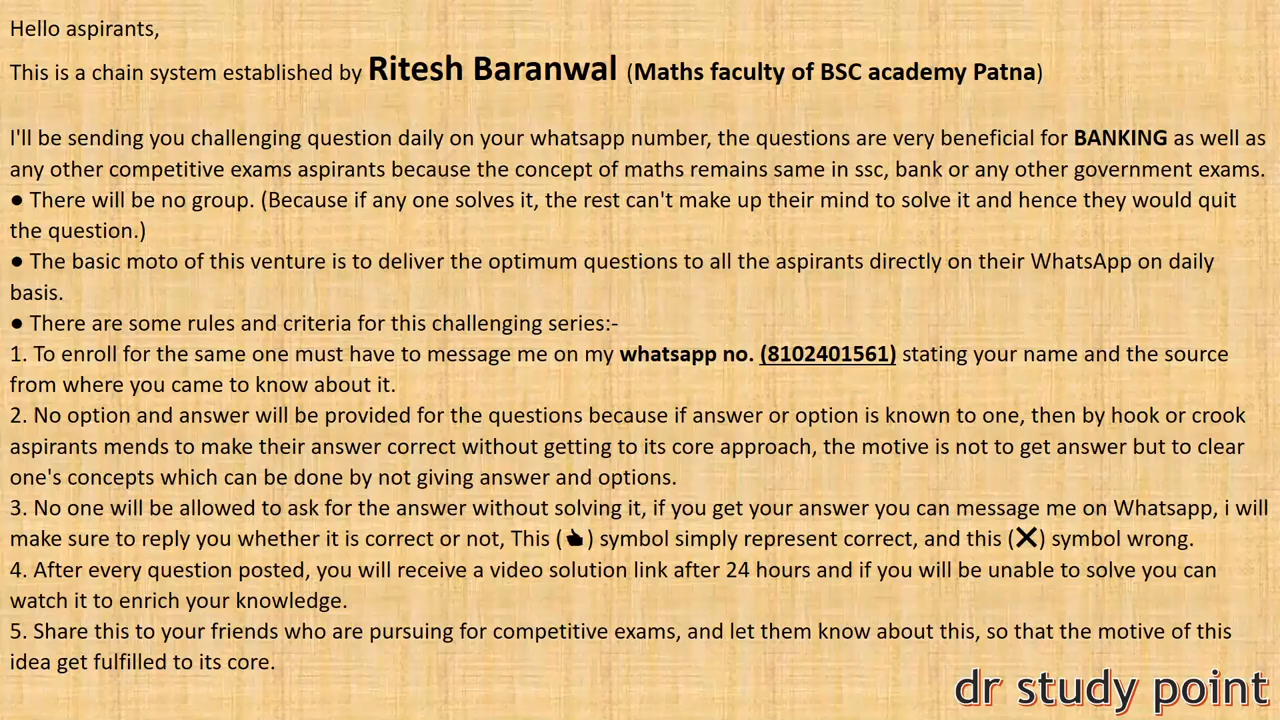 Hello aspirants,
This is a chain system established by Ritesh Baranwal (Maths faculty of BSC academy Patna)
I'll be sending you challenging question daily on your whatsapp number, the questions are very beneficial for BANKING as well as
any other competitive exams aspirants because the concept of maths remains same in ssc, bank or any other government exams.
● There will be no group. (Because if any one solves it, the rest can't make up their mind to solve it and hence they would quit
the question.)
● The basic moto of this venture is to deliver the optimum questions to all the aspirants directly on their WhatsApp on daily
basis.
● There are some rules and criteria for this challenging series:-
1. To enroll for the same one must have to message me on my whatsapp no. (8102401561) stating your name and the source
from where you came to know about it.
2. No option and answer will be provided for the questions because if answer or option is known to one, then by hook or crook
aspirants mends to make their answer correct without getting to its core approach, the motive is not to get answer but to clear
one's concepts which can be done by not giving answer and options.
3. No one will be allowed to ask for the answer without solving it, if you get your answer you can message me on Whatsapp, i will
make sure to reply you whether it is correct or not, This (👍) symbol simply represent correct, and this (❌) symbol wrong.
4. After every question posted, you will receive a video solution link after 24 hours and if you will be unable to solve you can
watch it to enrich your knowledge.
5. Share this to your friends who are pursuing for competitive exams, and let them know about this, so that the motive of this
idea get fulfilled to its core.
dr study point